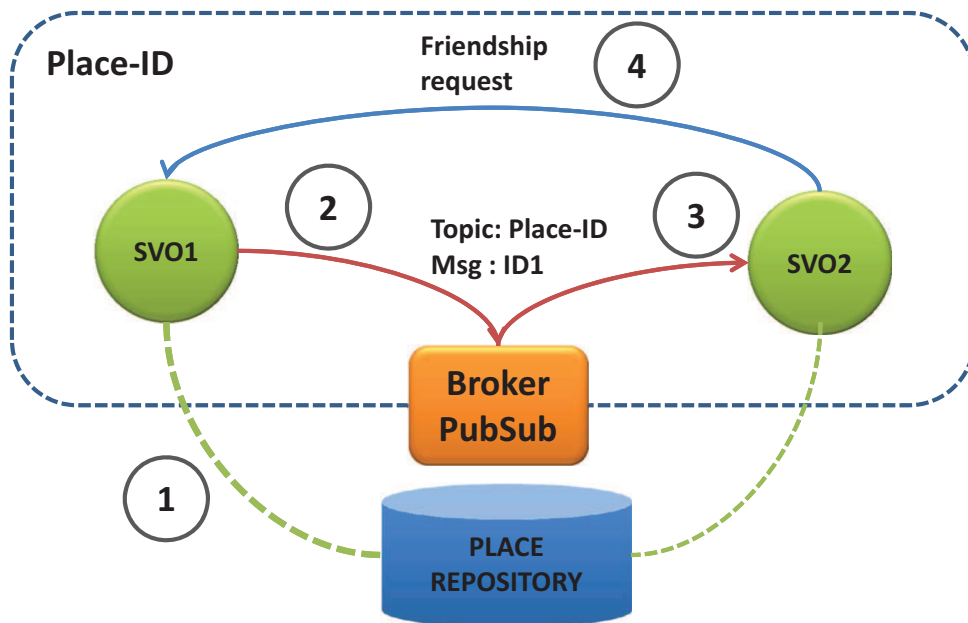 Place-ID
Friendship
request
4
2
3
SVO1
Topic: Place-ID
Msg : ID1
SVO2
Broker
PubSub
1
PLACE
REPOSITORY